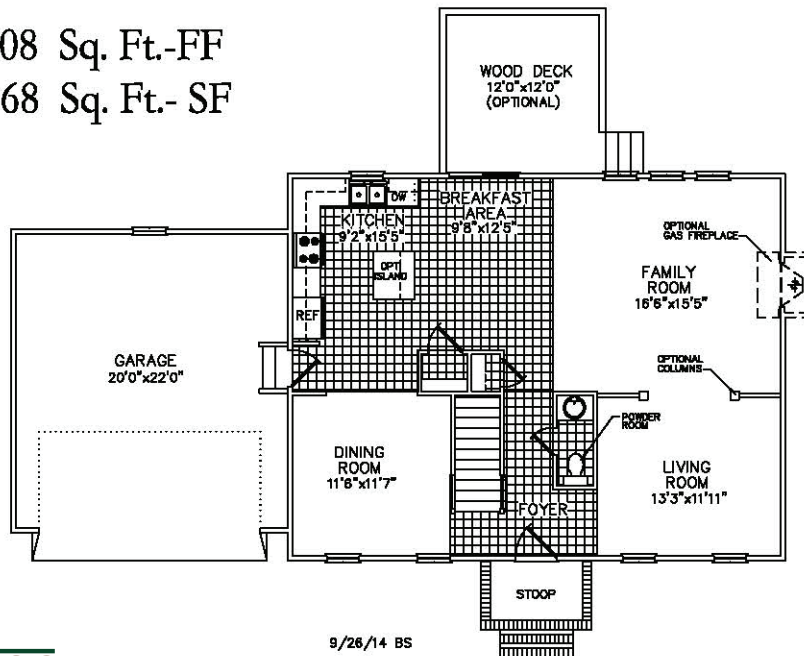 08 Sq. Ft.-FF
68 Sq. Ft.- SF
WOOD DECK
12'0"x12'0"
(OPTIONAL)
DW
KITCHEN
9'2"x15'5"
BREAKFAST
AREA
9'8"x12'5"
OPT
ISLAND
REF
OPTIONAL
GAS FIREPLACE
FAMILY
ROOM
16'6"x15'5"
GARAGE
20'0"x22'0"
OPTIONAL
COLUMNS
POWDER
ROOM
DINING
ROOM
11'6"x11'7"
LIVING
ROOM
13'3"x11'11"
FOYER
STOOP
9/26/14 BS